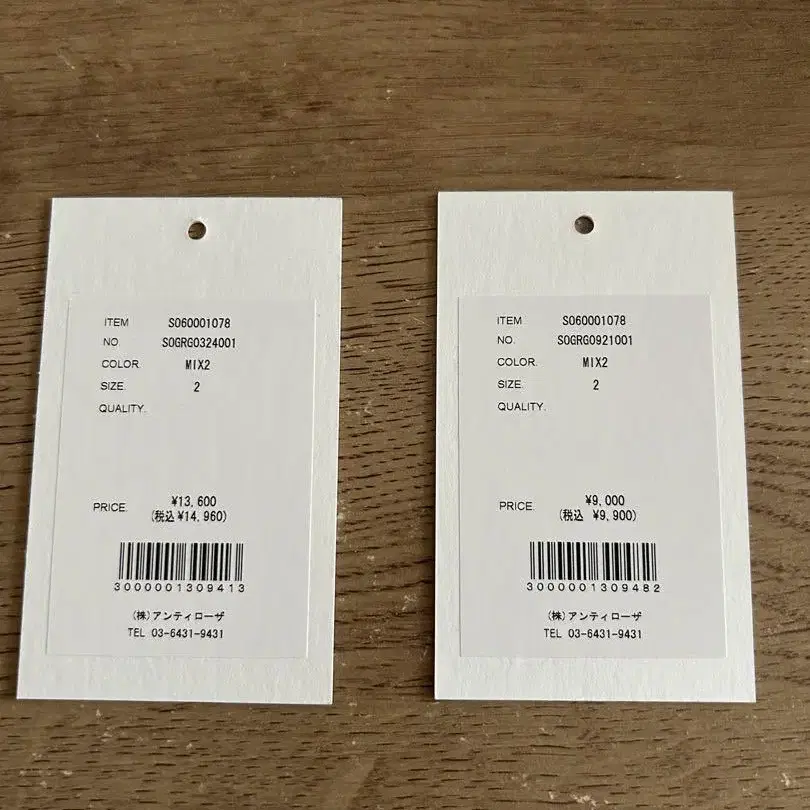 ITEM S060001078
NO. S0GRG0324001
COLOR. MIX2
SIZE. 2
QUALITY.
PRICE. ¥13,600
(税込 ¥14,960)
3000001309413
(株)アンティローザ
TEL 03-6431-9431
ITEM S060001078
NO. S0GRG0921001
COLOR. MIX2
SIZE. 2
QUALITY.
PRICE. ¥9,000
(税込 ¥9,900)
3000001309482
(株)アンティローザ
TEL 03-6431-9431